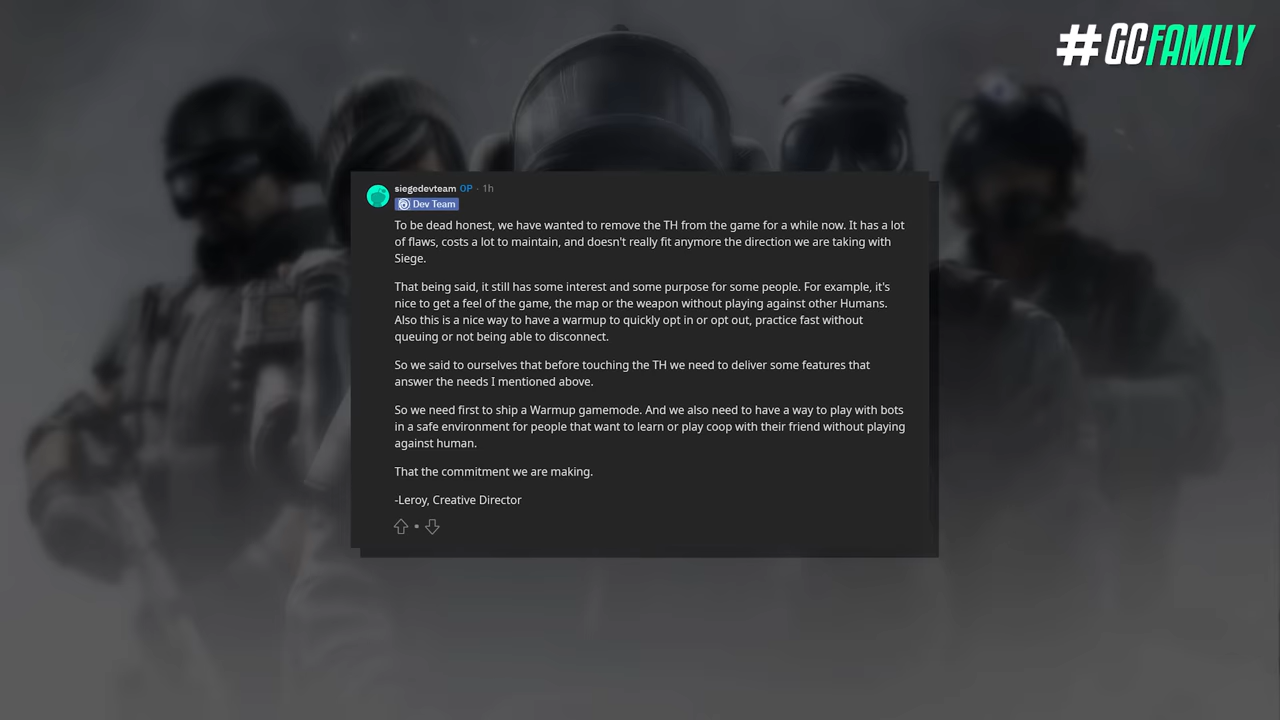 #GCFAMILY
siegedevteam OP · 1h
Dev Team
To be dead honest, we have wanted to remove the TH from the game for a while now. It has a lot
of flaws, costs a lot to maintain, and doesn't really fit anymore the direction we are taking with
Siege.
That being said, it still has some interest and some purpose for some people. For example, it's
nice to get a feel of the game, the map or the weapon without playing against other Humans.
Also this is a nice way to have a warmup to quickly opt in or opt out, practice fast without
queuing or not being able to disconnect.
So we said to ourselves that before touching the TH we need to deliver some features that
answer the needs I mentioned above.
So we need first to ship a Warmup gamemode. And we also need to have a way to play with bots
in a safe environment for people that want to learn or play coop with their friend without playing
against human.
That the commitment we are making.
-Leroy, Creative Director